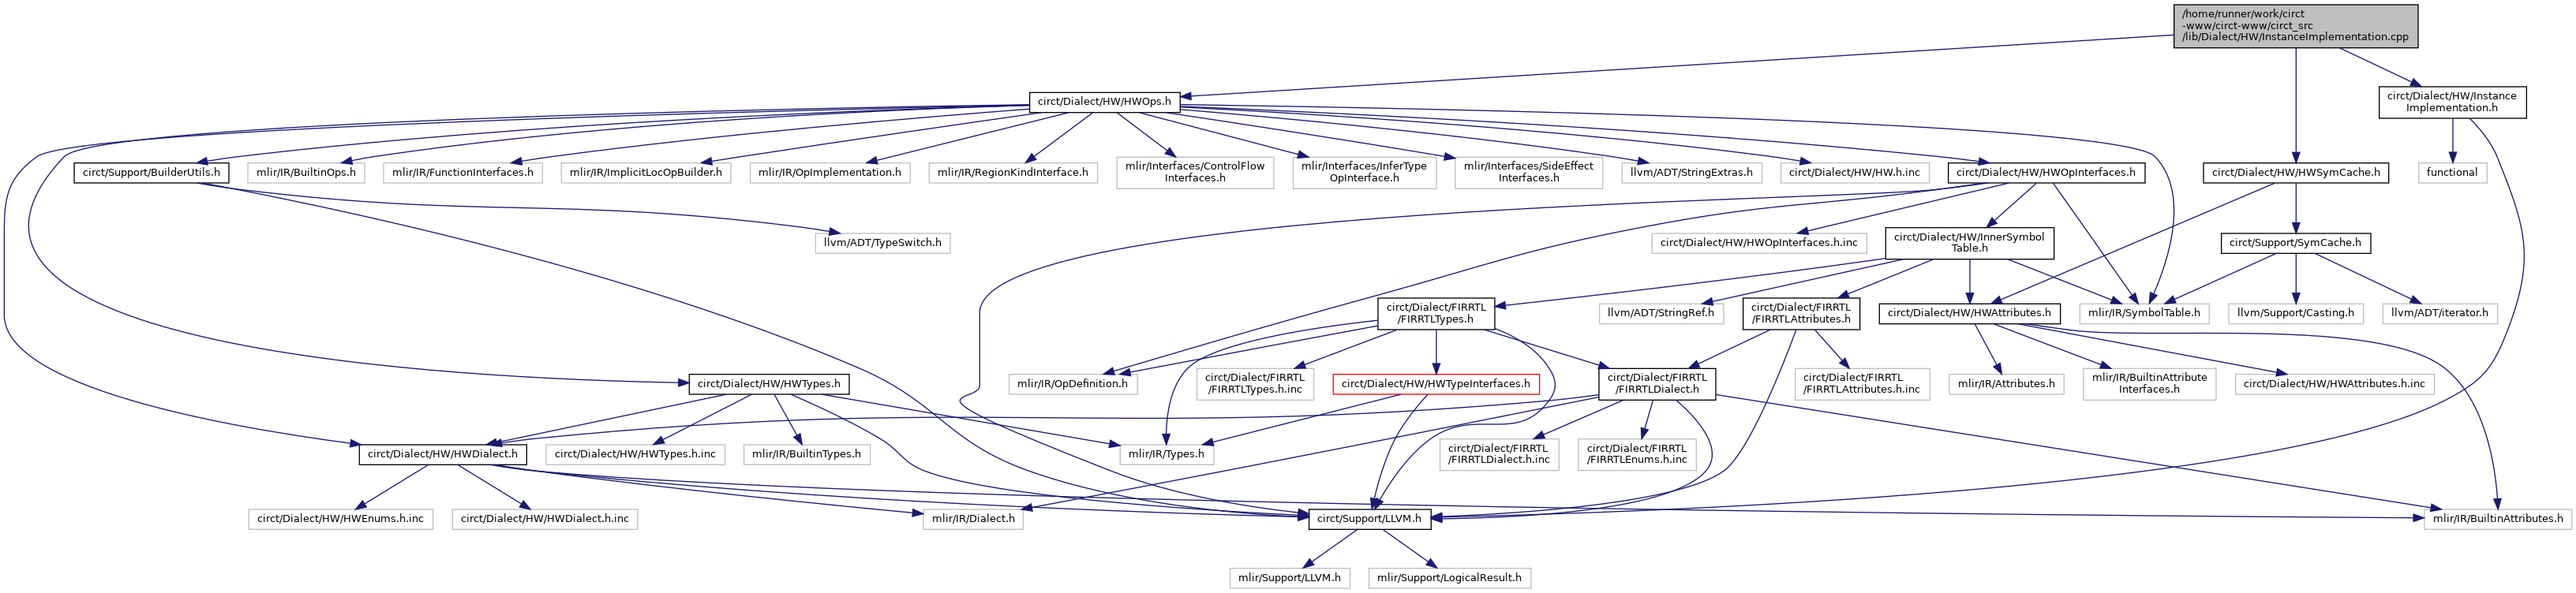 /home/runner/work/circt
-www/circt-www/circt_src
/lib/Dialect/HW/InstanceImplementation.cpp
circt/Dialect/HW/HWOps.h
circt/Dialect/HW/Instance
Implementation.h
circt/Support/BuilderUtils.h
mlir/IR/BuiltinOps.h
mlir/IR/FunctionInterfaces.h
mlir/IR/ImplicitLocOpBuilder.h
mlir/IR/OpImplementation.h
mlir/IR/RegionKindInterface.h
mlir/Interfaces/ControlFlow
Interfaces.h
mlir/Interfaces/InferType
OpInterface.h
mlir/Interfaces/SideEffect
Interfaces.h
llvm/ADT/StringExtras.h
circt/Dialect/HW/HW.h.inc
circt/Dialect/HW/HWOpInterfaces.h
circt/Dialect/HW/HWSymCache.h
functional
llvm/ADT/TypeSwitch.h
circt/Dialect/HW/HWOpInterfaces.h.inc
circt/Dialect/HW/InnerSymbol
Table.h
circt/Support/SymCache.h
circt/Dialect/FIRRTL
/FIRRTLTypes.h
llvm/ADT/StringRef.h
circt/Dialect/FIRRTL
/FIRRTLAttributes.h
circt/Dialect/HW/HWAttributes.h
mlir/IR/SymbolTable.h
llvm/Support/Casting.h
llvm/ADT/iterator.h
circt/Dialect/HW/HWTypes.h
mlir/IR/OpDefinition.h
circt/Dialect/FIRRTL
/FIRRTLTypes.h.inc
circt/Dialect/HW/HWTypeInterfaces.h
circt/Dialect/FIRRTL
/FIRRTLDialect.h
circt/Dialect/FIRRTL
/FIRRTLAttributes.h.inc
mlir/IR/Attributes.h
mlir/IR/BuiltinAttribute
Interfaces.h
circt/Dialect/HW/HWAttributes.h.inc
circt/Dialect/HW/HWDialect.h
circt/Dialect/HW/HWTypes.h.inc
mlir/IR/BuiltinTypes.h
mlir/IR/Types.h
circt/Dialect/FIRRTL
/FIRRTLDialect.h.inc
circt/Dialect/FIRRTL
/FIRRTLEnums.h.inc
circt/Dialect/HW/HWEnums.h.inc
circt/Dialect/HW/HWDialect.h.inc
mlir/IR/Dialect.h
circt/Support/LLVM.h
mlir/IR/BuiltinAttributes.h
mlir/Support/LLVM.h
mlir/Support/LogicalResult.h